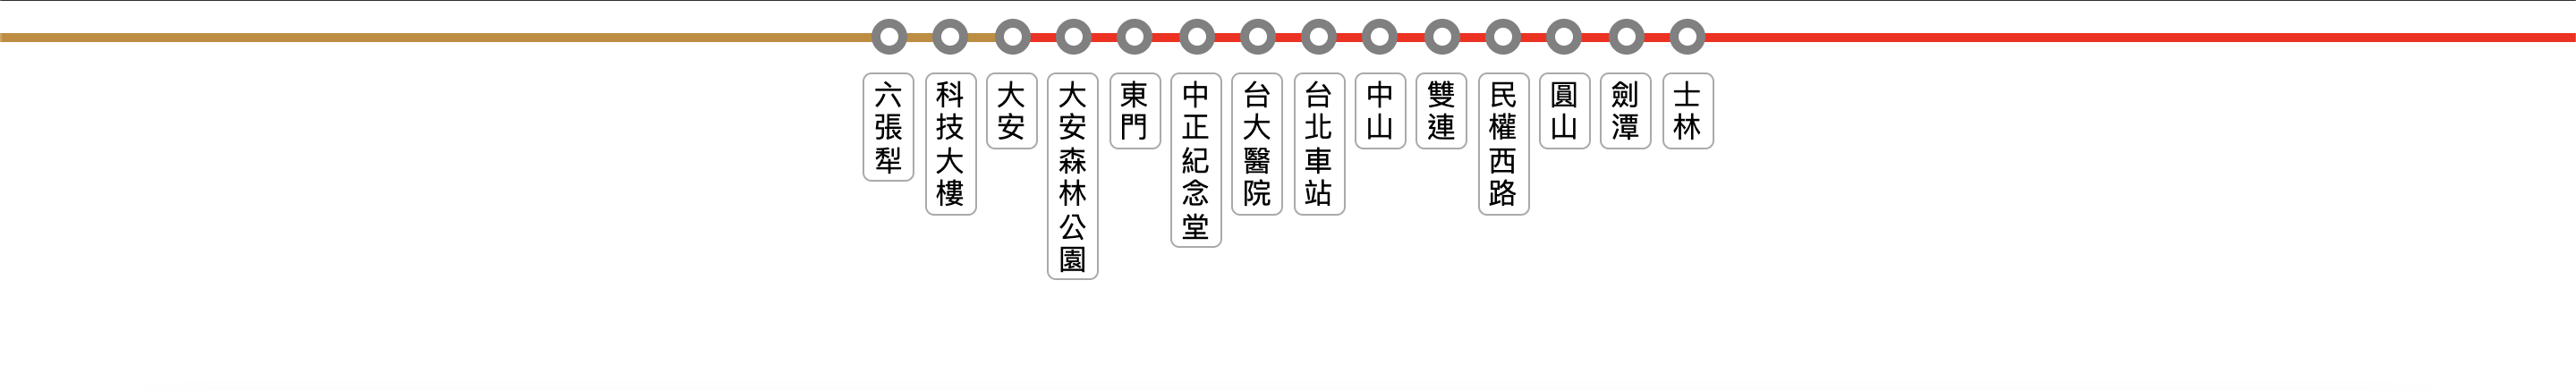 六張犁
科技大樓
大安
大安森林公園
東門
中正紀念堂
台大醫院
台北車站
中山
雙連
民權西路
圓山
劍潭
士林